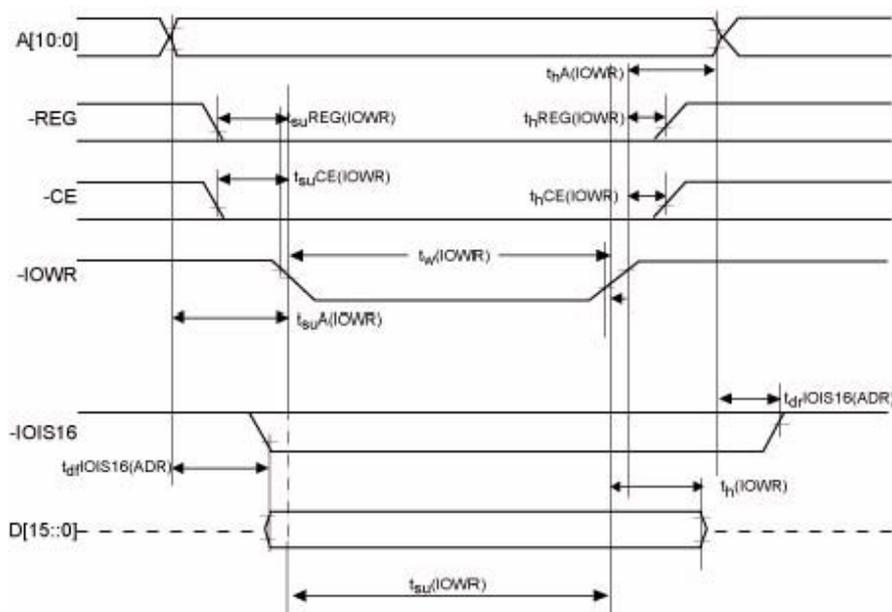 A[10:0]
thA(IOWR)
-REG
tsuREG(IOWR)
thREG(IOWR)
-CE
tsuCE(IOWR)
thCE(IOWR)
-IOWR
tw(IOWR)
tsuA(IOWR)
-IOIS16
tdrIOIS16(ADR)
tdfIOIS16(ADR)
th(IOWR)
D[15::0]
tsu(IOWR)